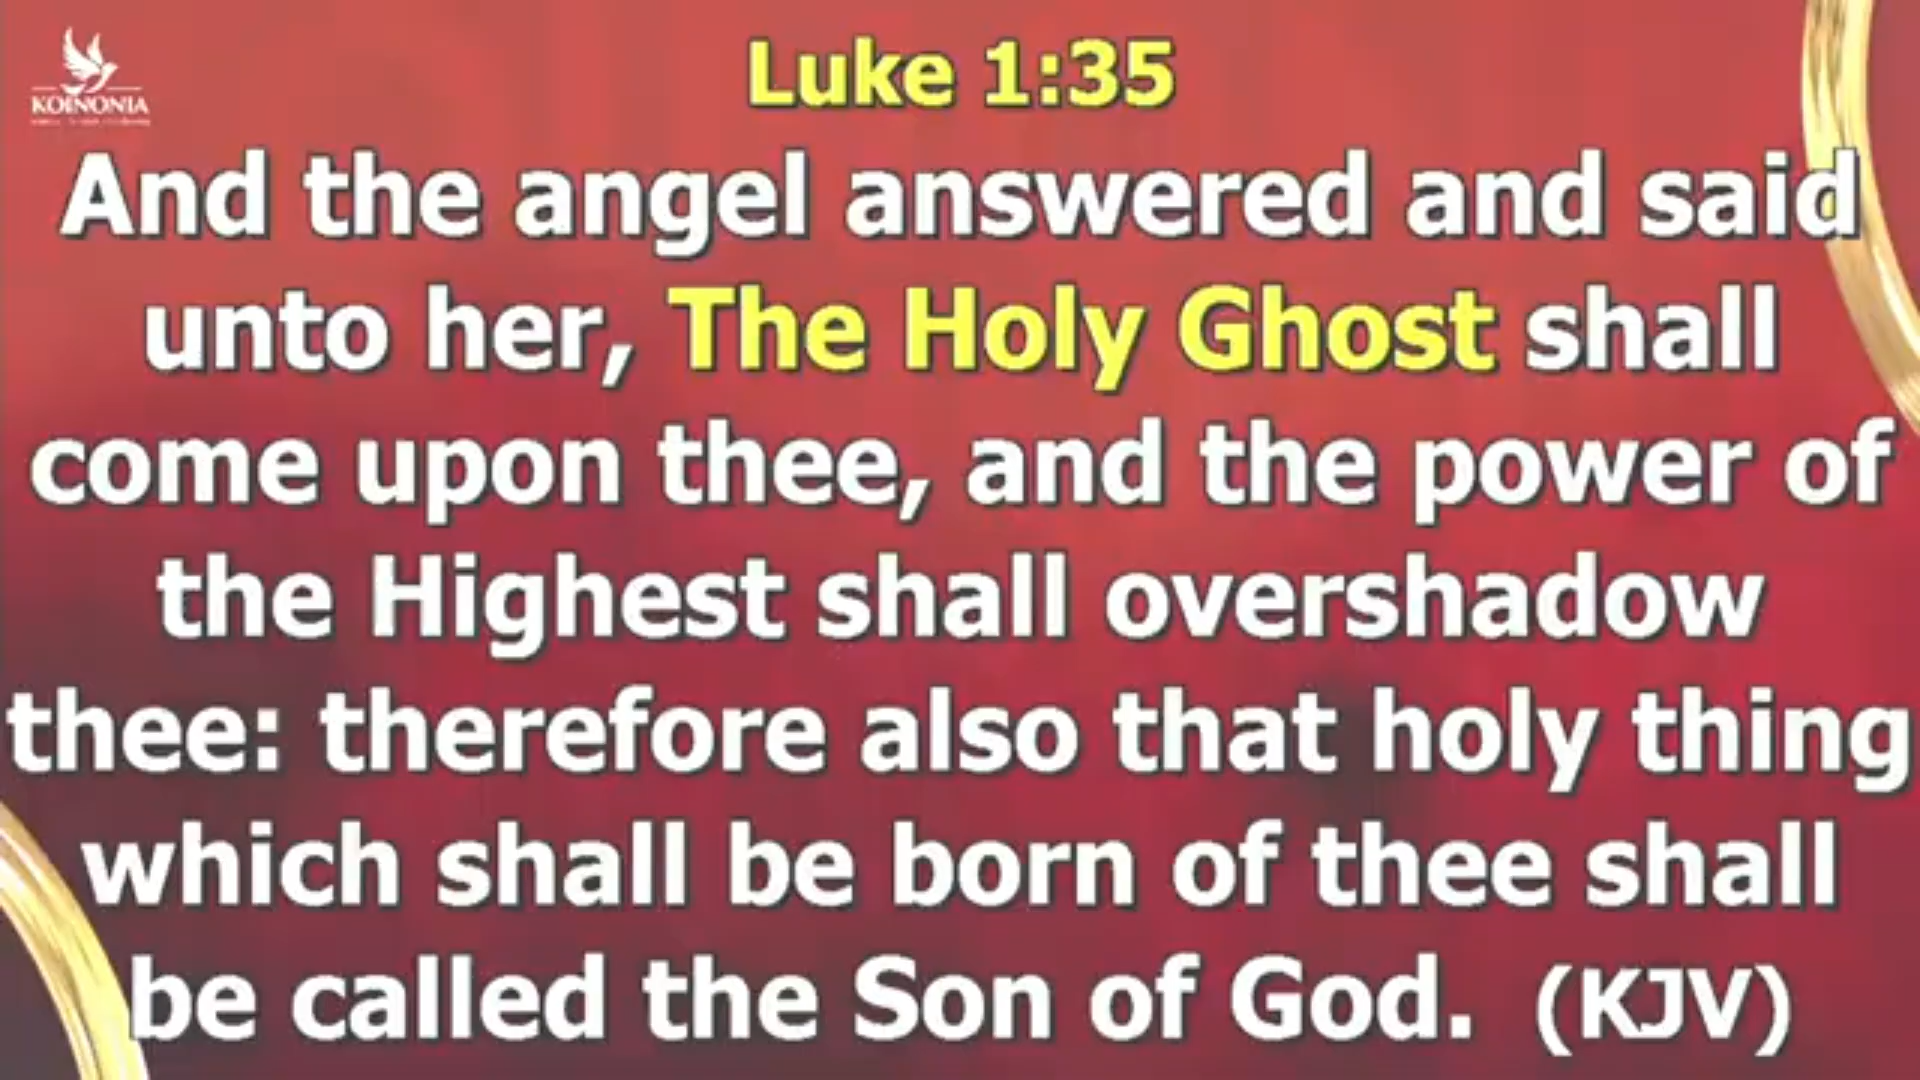 KOINONIA
Luke 1:35
And the angel answered and said
unto her, The Holy Ghost shall
come upon thee, and the power of
the Highest shall overshadow
thee: therefore also that holy thing
which shall be born of thee shall
be called the Son of God. (KJV)